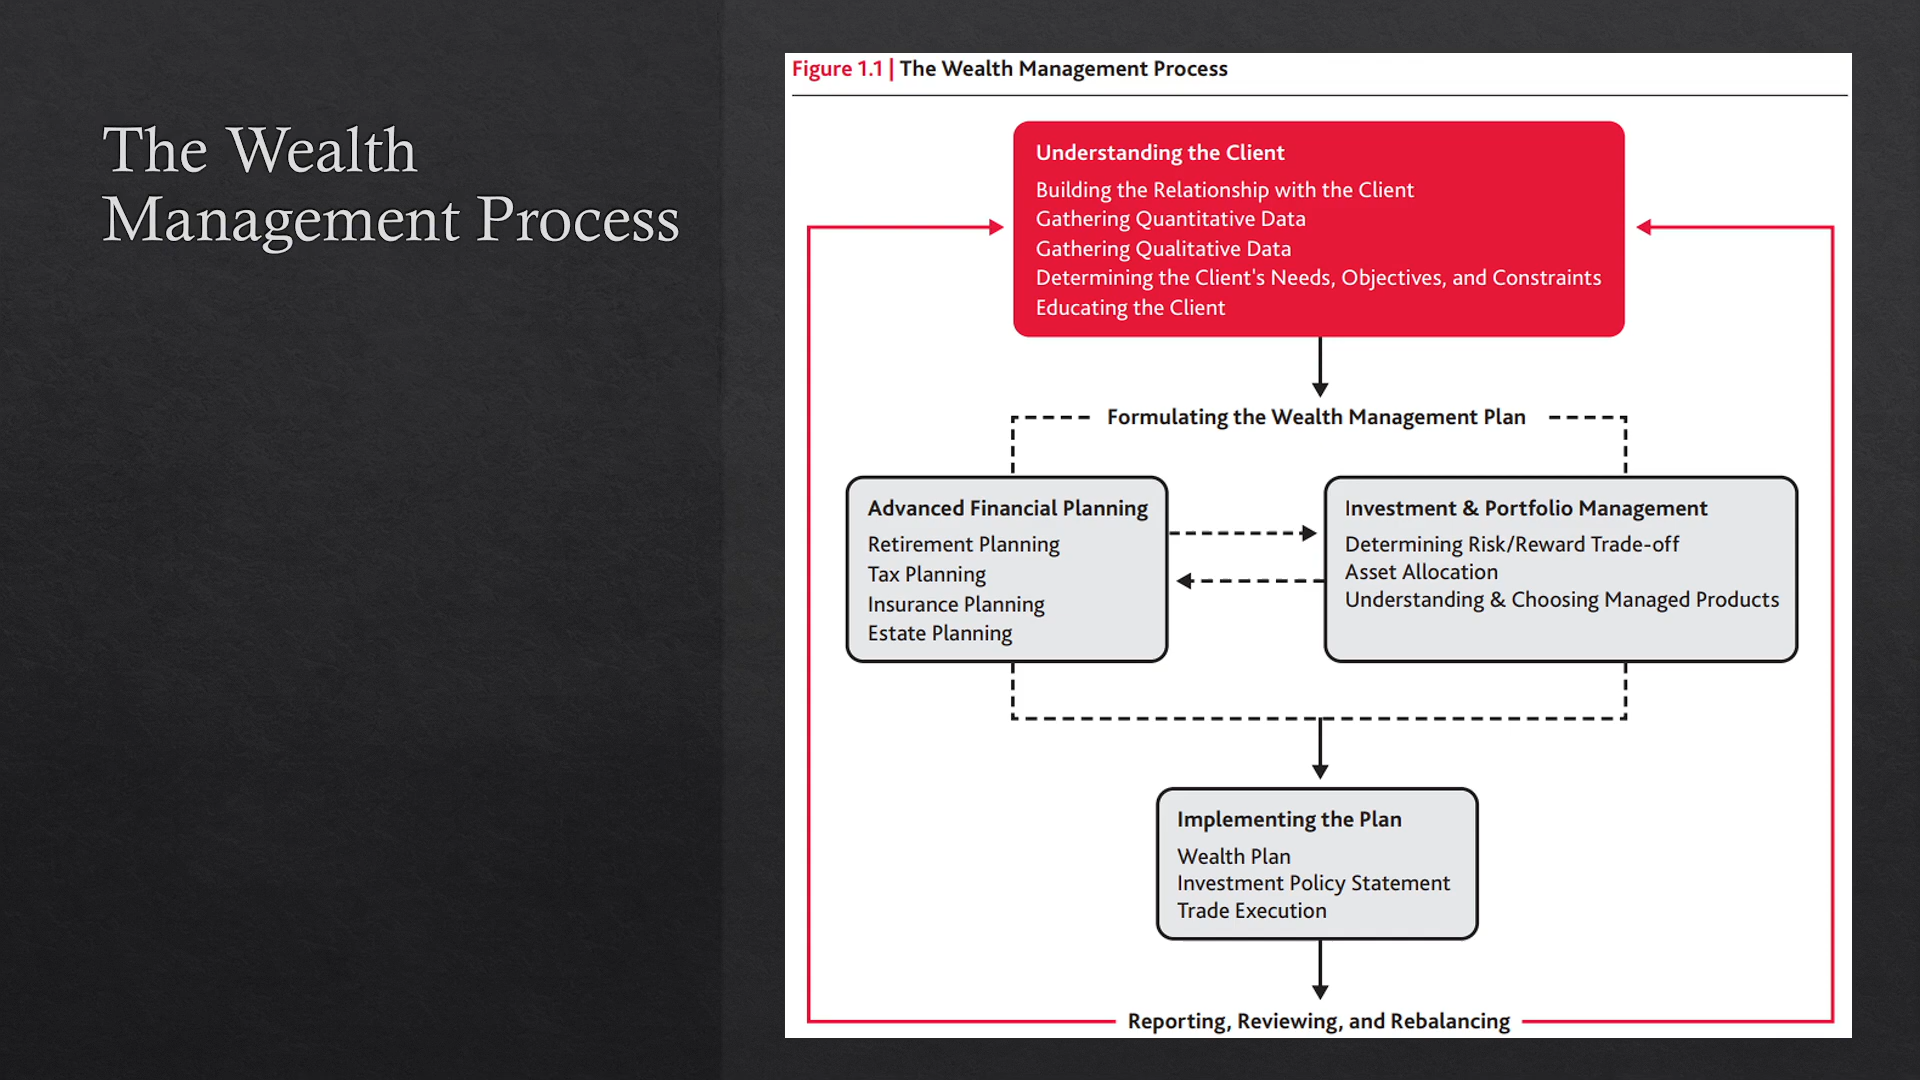 The Wealth
Management Process
Figure 1.1 | The Wealth Management Process
Understanding the Client
Building the Relationship with the Client
Gathering Quantitative Data
Gathering Qualitative Data
Determining the Client's Needs, Objectives, and Constraints
Educating the Client
Formulating the Wealth Management Plan
Advanced Financial Planning
Retirement Planning
Tax Planning
Insurance Planning
Estate Planning
Investment & Portfolio Management
Determining Risk/Reward Trade-off
Asset Allocation
Understanding & Choosing Managed Products
Implementing the Plan
Wealth Plan
Investment Policy Statement
Trade Execution
Reporting, Reviewing, and Rebalancing